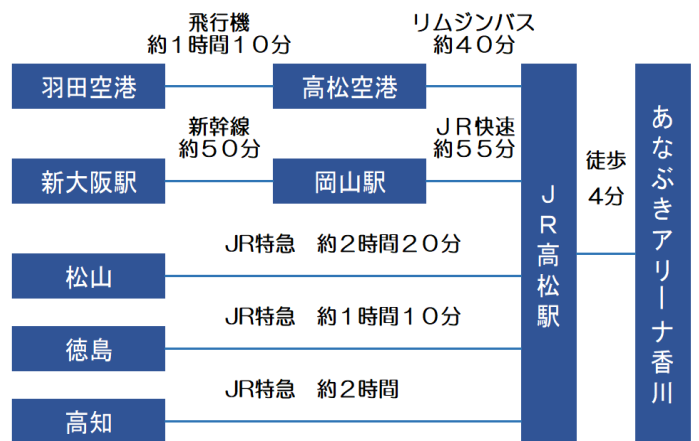 飛行機
約１時間１０分
リムジンバス
約４０分
羽田空港
高松空港
新幹線
約５０分
ＪＲ快速
約５５分
新大阪駅
岡山駅
JR特急　約２時間２０分
松山
JR特急　約１時間１０分
徳島
JR特急　約２時間
高知
ＪＲ高松駅
徒歩
4分
あなぶきアリーナ香川